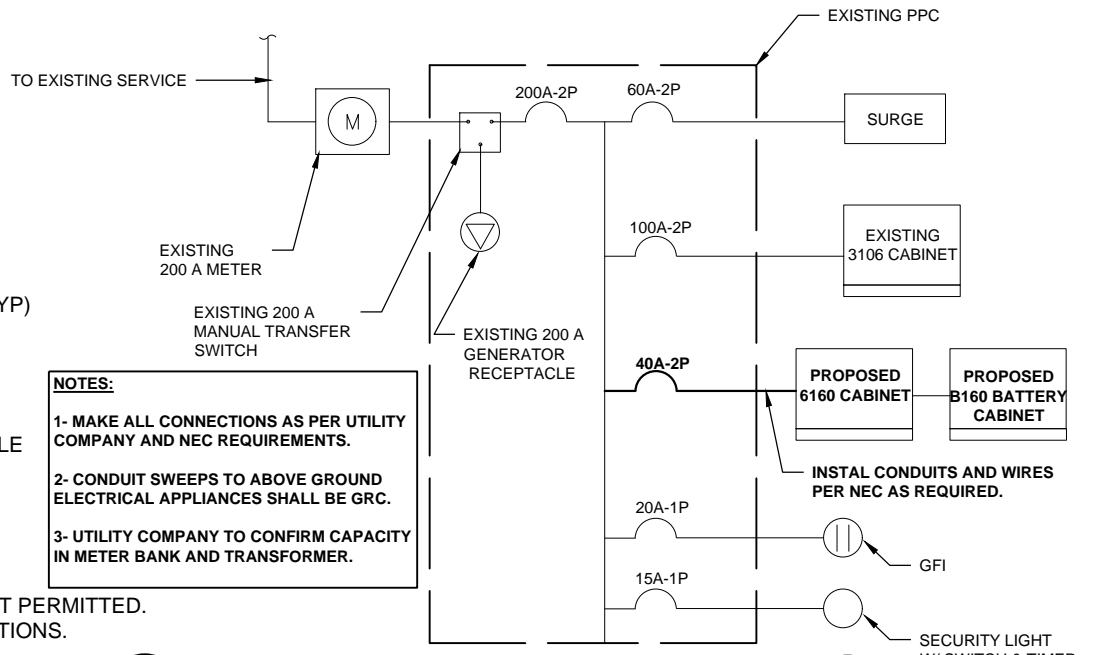 EXISTING PPC
TO EXISTING SERVICE
200A-2P
60A-2P
M
SURGE
100A-2P
EXISTING
3106 CABINET
EXISTING
200 A METER
EXISTING 200 A
MANUAL TRANSFER
SWITCH
EXISTING 200 A
GENERATOR
RECEPTACLE
40A-2P
PROPOSED
6160 CABINET
PROPOSED
B160 BATTERY
CABINET
INSTAL CONDUITS AND WIRES
PER NEC AS REQUIRED.
20A-1P
GFI
15A-1P
SECURITY LIGHT
W/ SWITCH & TIMER
YP)
NOTES:
1- MAKE ALL CONNECTIONS AS PER UTILITY
COMPANY AND NEC REQUIREMENTS.
2- CONDUIT SWEEPS TO ABOVE GROUND
ELECTRICAL APPLIANCES SHALL BE GRC.
3- UTILITY COMPANY TO CONFIRM CAPACITY
IN METER BANK AND TRANSFORMER.
LE
T PERMITTED.
TIONS.